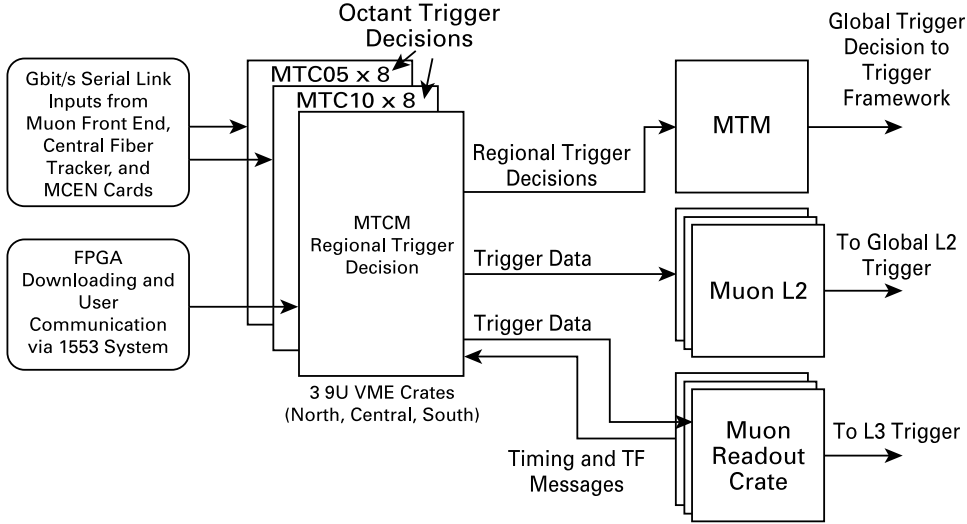 Octant Trigger
Decisions
MTC05 x 8
MTC10 x 8
Gbit/s Serial Link
Inputs from
Muon Front End,
Central Fiber
Tracker, and
MCEN Cards
FPGA
Downloading and
User
Communication
via 1553 System
MTCM
Regional Trigger
Decision
3 9U VME Crates
(North, Central, South)
Regional Trigger
Decisions
Trigger Data
Trigger Data
Timing and TF
Messages
MTM
Muon L2
Muon
Readout
Crate
Global Trigger
Decision to
Trigger
Framework
To Global L2
Trigger
To L3 Trigger